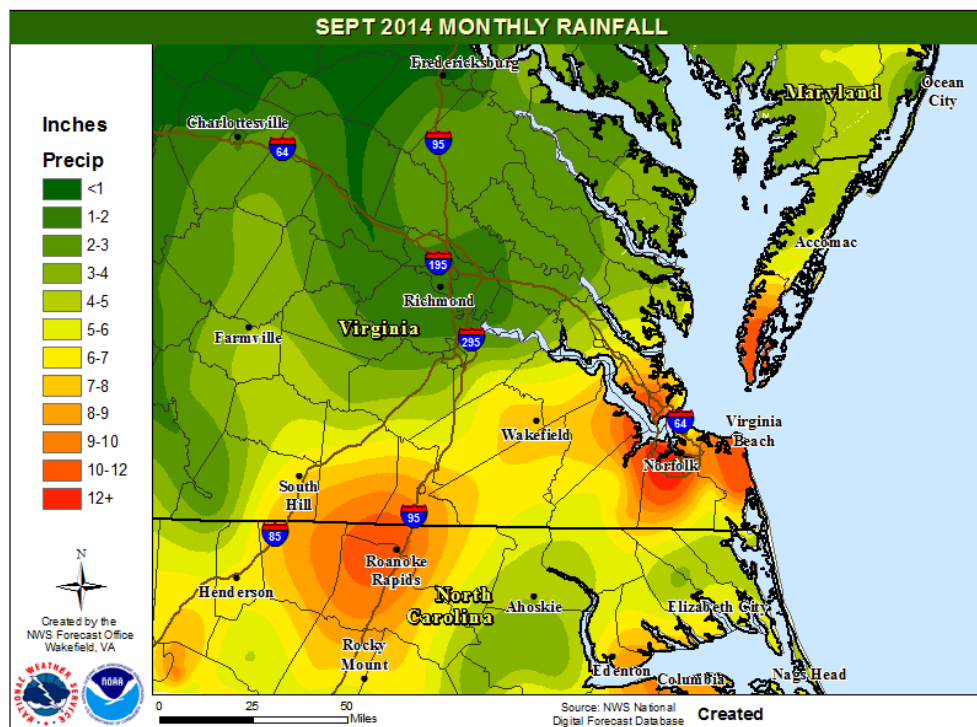 SEPT 2014 MONTHLY RAINFALL
Inches
Precip
<1
1-2
2-3
3-4
4-5
5-6
6-7
7-8
8-9
9-10
10-12
12+
N
Created by the
NWS Forecast Office
Wakefield, VA
NATIONAL WEATHER SERVICE
NOAA
Fredericksburg
Charlottesville
64
95
Maryland
Ocean
City
Accomac
195
Richmond
Virginia
Farmville
295
Wakefield
64
Virginia
Beach
Norfolk
South
Hill
95
85
Roanoke
Rapids
Henderson
North
Carolina
Ahoskie
Elizabeth City
Rocky
Mount
Edenton
Columbia
Nags Head
0
25
50
Miles
Source: NWS National
Digital Forecast Database
Created